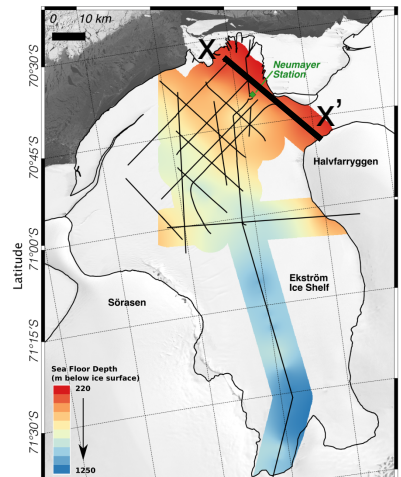 0 10 km
X
Neumayer
Station
X'
Halvfarryggen
70°30'S
70°45'S
71°00'S
71°15'S
71°30'S
Latitude
Ekström
Ice Shelf
Sörasen
Sea Floor Depth
(m below ice surface)
220
1250